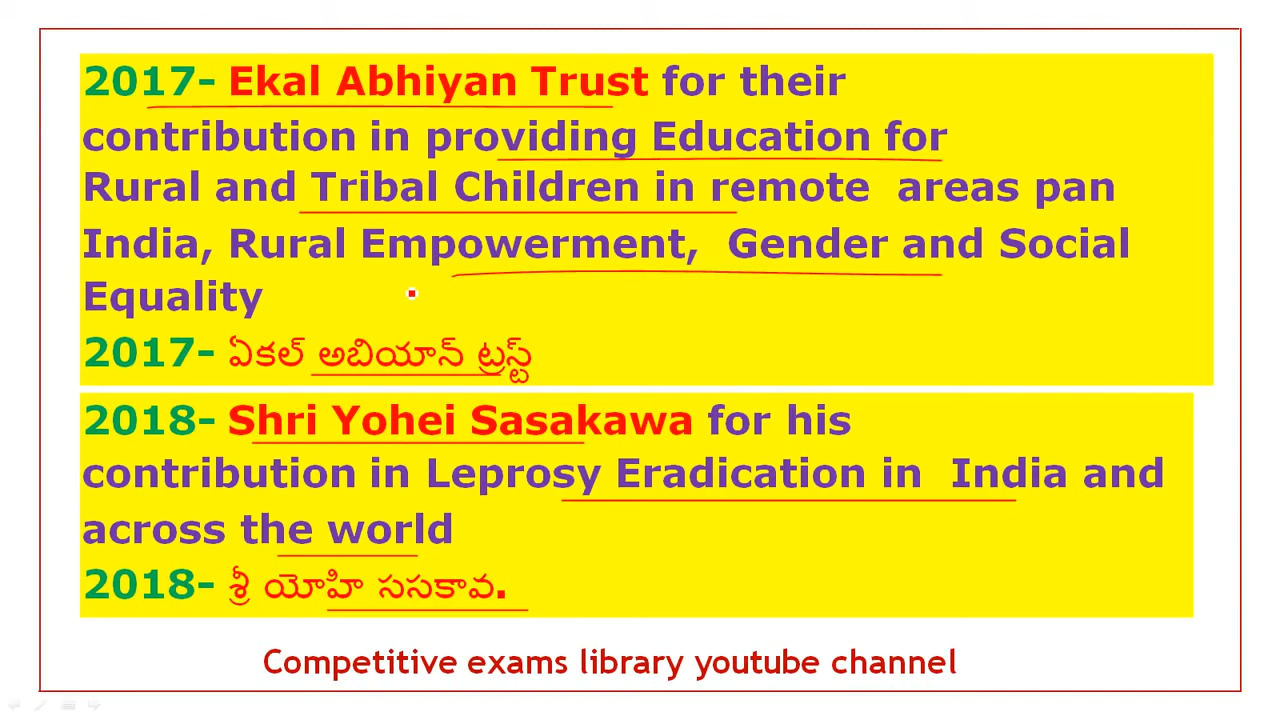 2017- Ekal Abhiyan Trust for their
contribution in providing Education for
Rural and Tribal Children in remote areas pan
India, Rural Empowerment, Gender and Social
Equality
2017- ఏకల్ అబియాన్ ట్రస్ట్
2018- Shri Yohei Sasakawa for his
contribution in Leprosy Eradication in India and
across the world
2018- శ్రీ యోహి ససకావ.
Competitive exams library youtube channel